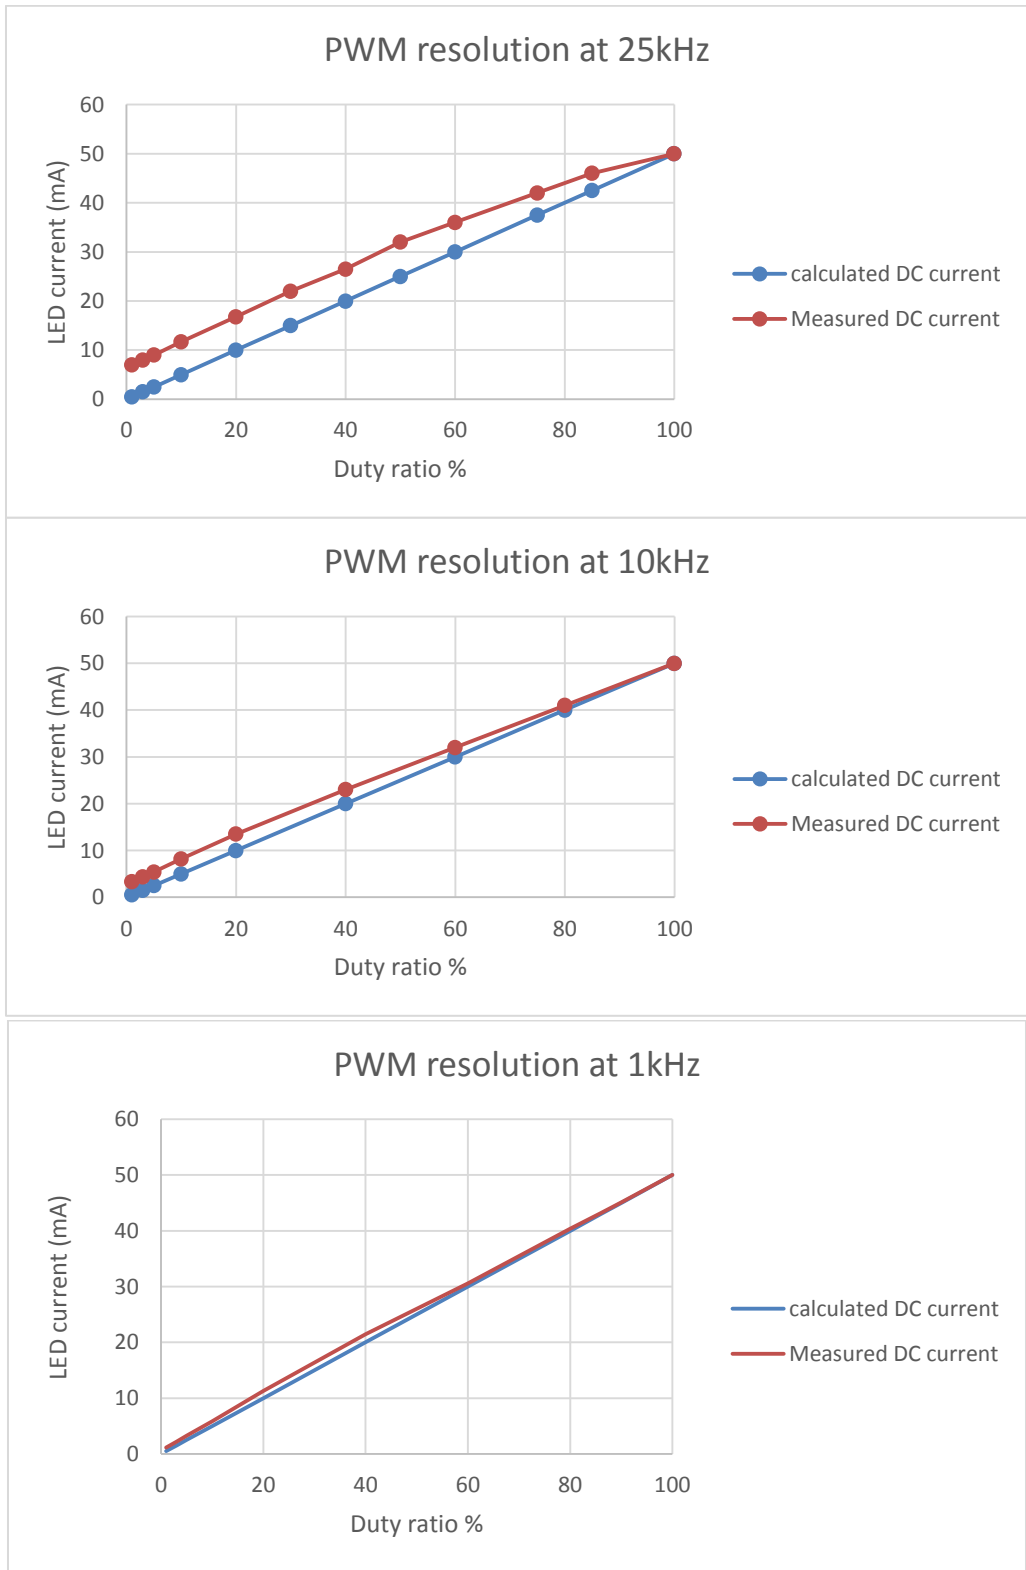 PWM resolution at 25kHz
60
50
40
30
20
10
0
LED current (mA)
0 20 40 60 80 100
Duty ratio %
calculated DC current
Measured DC current
PWM resolution at 10kHz
60
50
40
30
20
10
0
LED current (mA)
0 20 40 60 80 100
Duty ratio %
calculated DC current
Measured DC current
PWM resolution at 1kHz
60
50
40
30
20
10
0
LED current (mA)
0 20 40 60 80 100
Duty ratio %
calculated DC current
Measured DC current